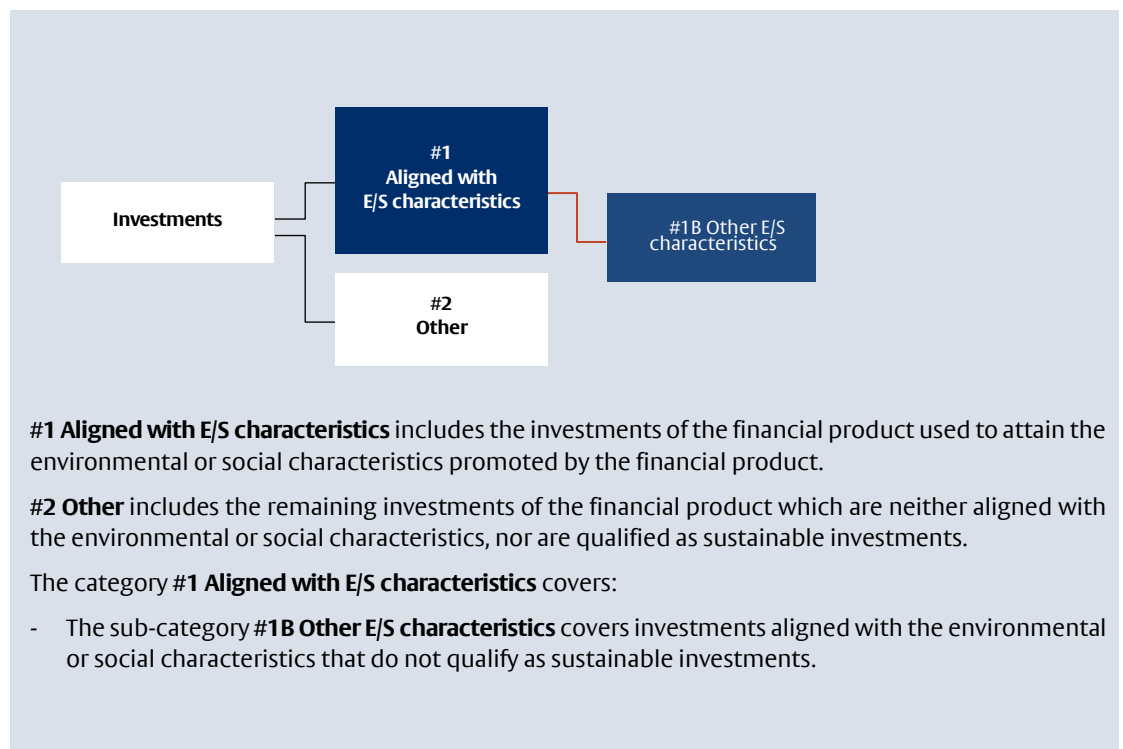 #1
Aligned with
E/S characteristics
Investments
#1B Other E/S
characteristics
#2
Other
#1 Aligned with E/S characteristics includes the investments of the financial product used to attain the
environmental or social characteristics promoted by the financial product.
#2 Other includes the remaining investments of the financial product which are neither aligned with
the environmental or social characteristics, nor are qualified as sustainable investments.
The category #1 Aligned with E/S characteristics covers:
- The sub-category #1B Other E/S characteristics covers investments aligned with the environmental
or social characteristics that do not qualify as sustainable investments.